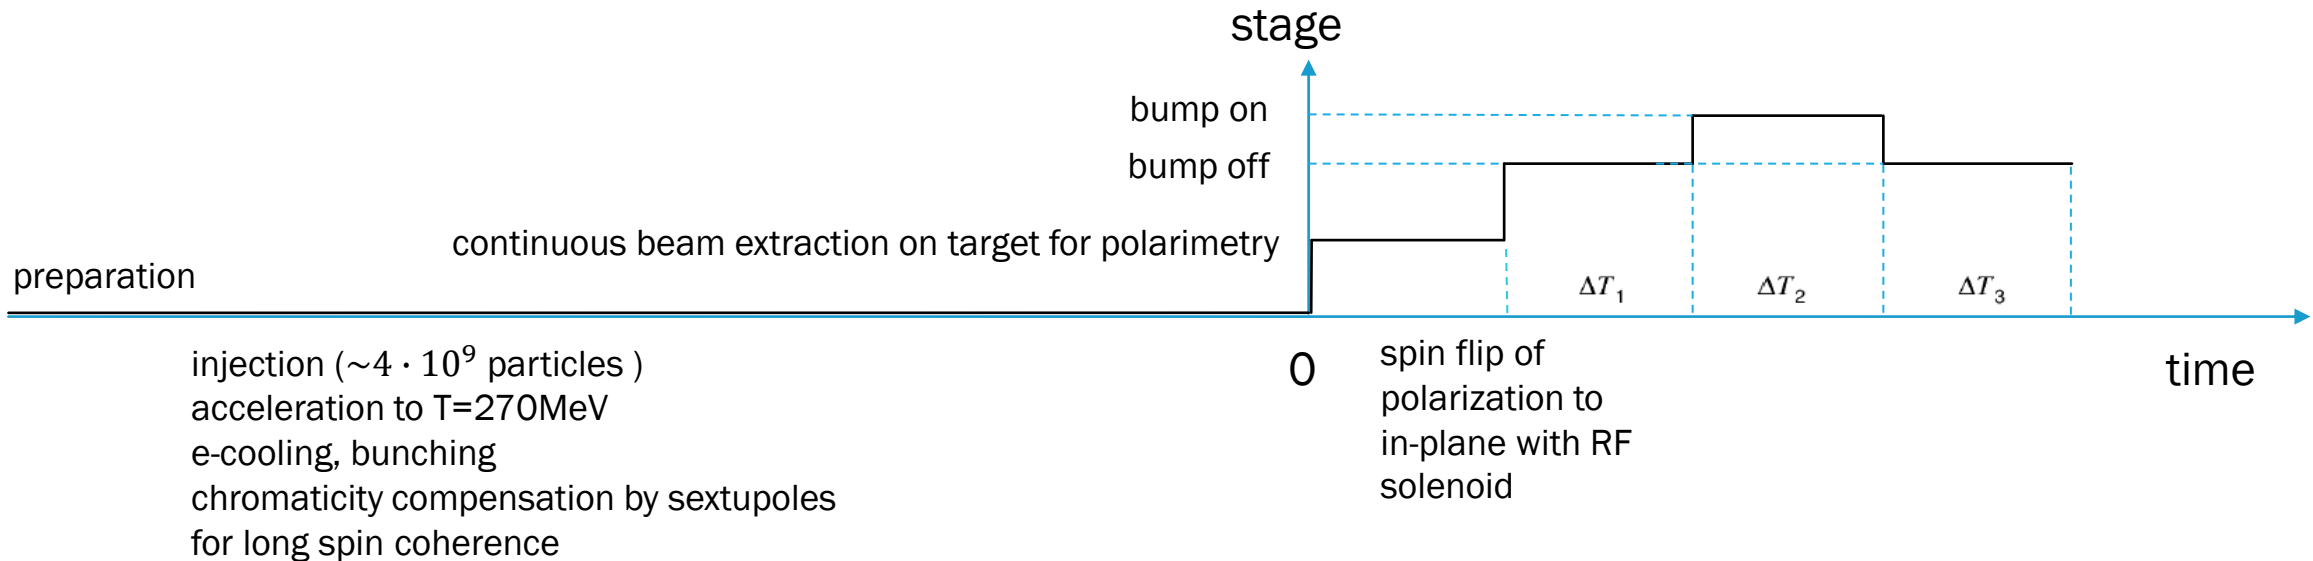 stage
bump on
bump off
continuous beam extraction on target for polarimetry
preparation
ΔT₁
ΔT₂
ΔT₃
0
time
injection (~4 · 10⁹ particles )
acceleration to T=270MeV
e-cooling, bunching
chromaticity compensation by sextupoles
for long spin coherence
spin flip of
polarization to
in-plane with RF
solenoid